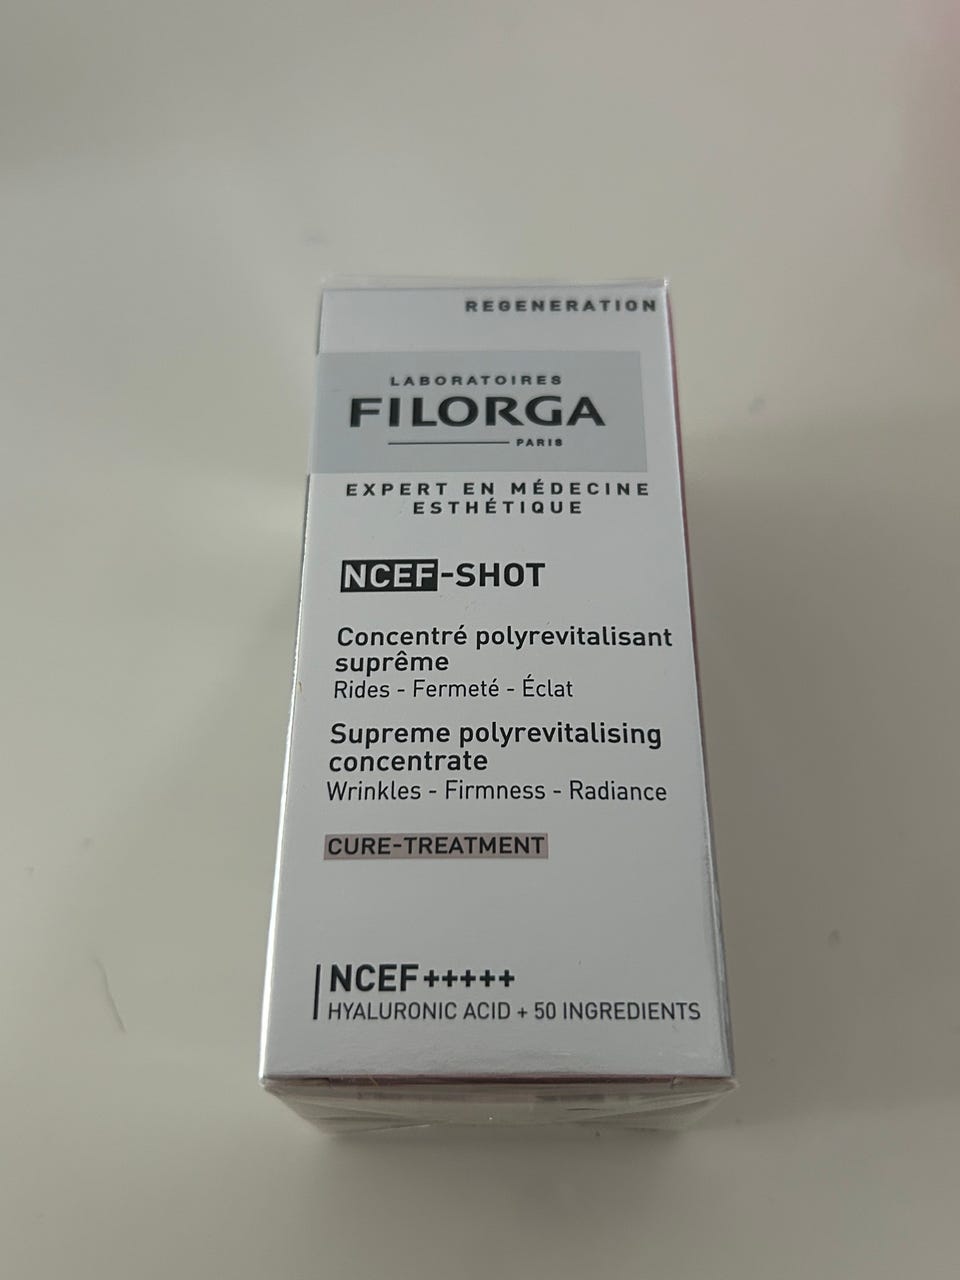 REGENERATION
LABORATOIRES
FILORGA
PARIS
EXPERT EN MÉDECINE
ESTHÉTIQUE
NCEF-SHOT
Concentré polyrevitalisant
suprême
Rides - Fermeté - Éclat
Supreme polyrevitalising
concentrate
Wrinkles - Firmness - Radiance
CURE-TREATMENT
NCEF+++++
HYALURONIC ACID + 50 INGREDIENTS